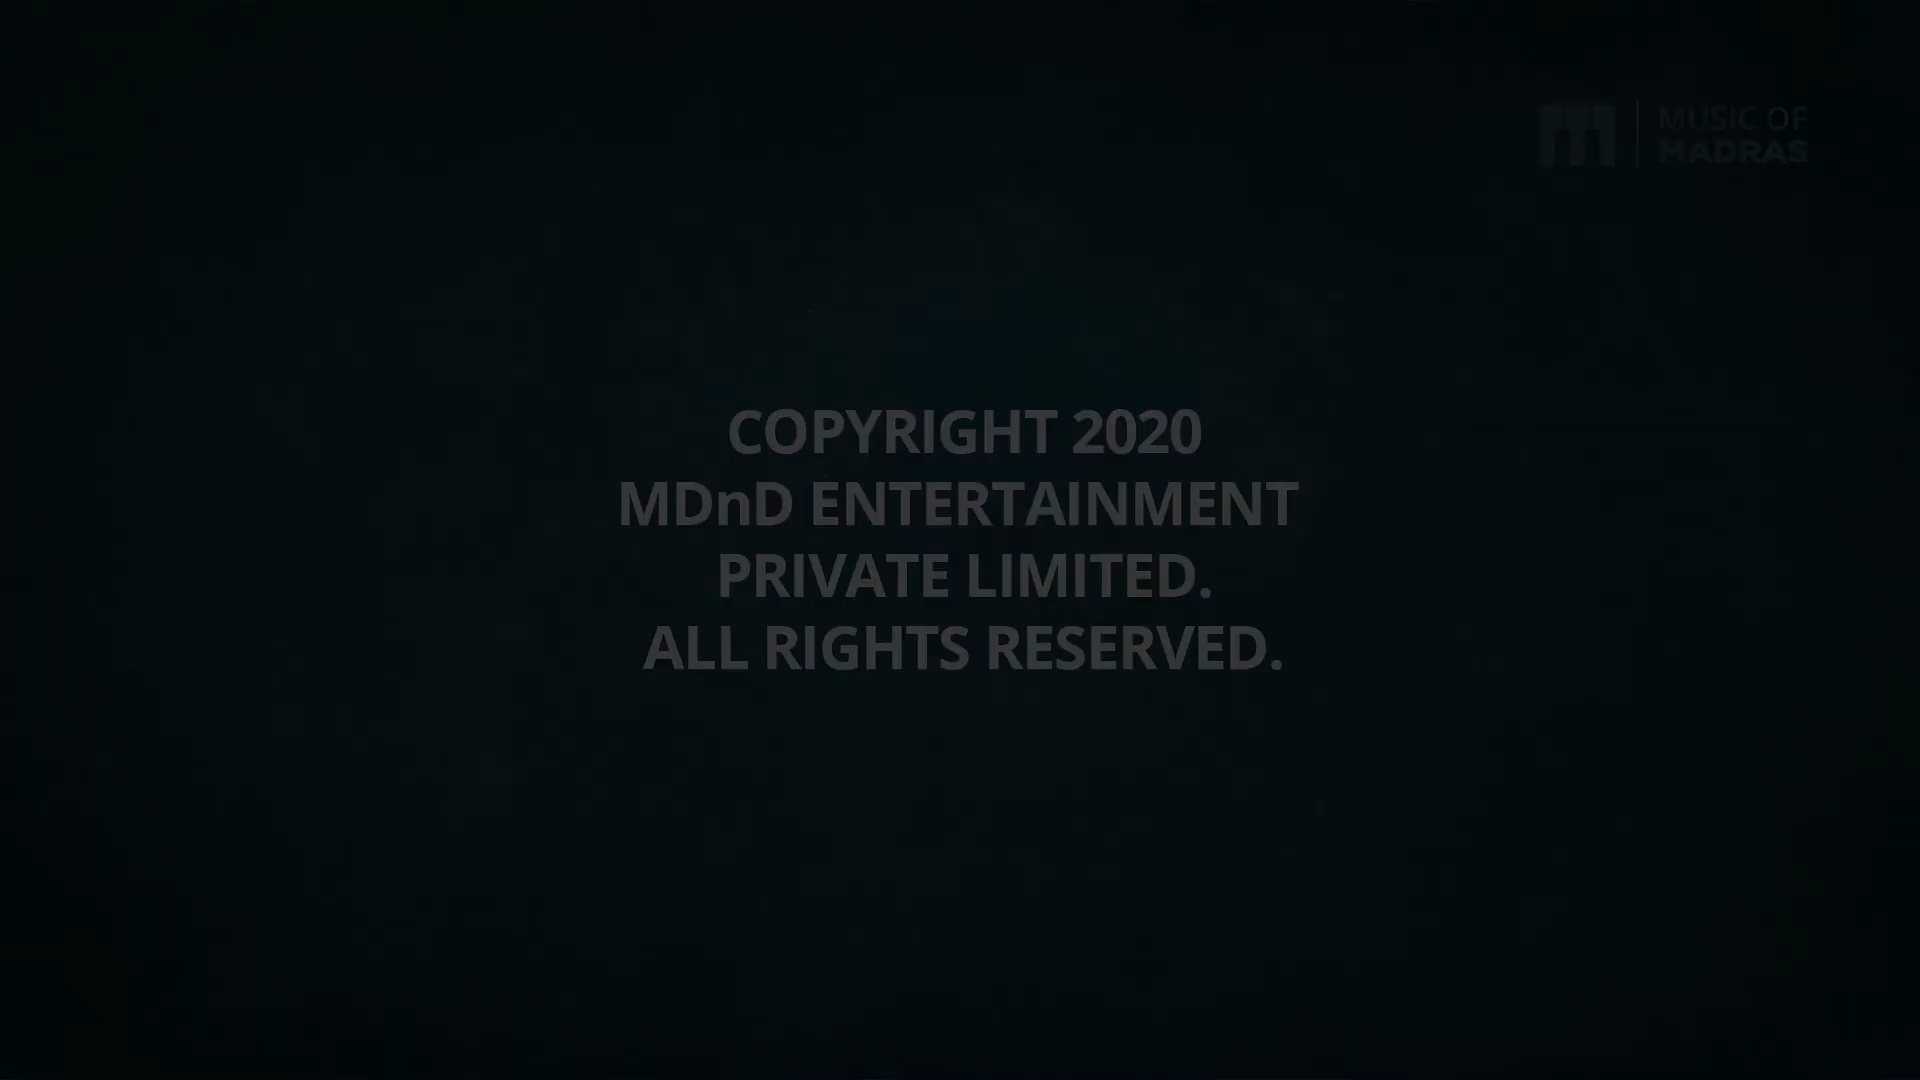 MUSIC OF
MADRAS
COPYRIGHT 2020
MDnD ENTERTAINMENT
PRIVATE LIMITED.
ALL RIGHTS RESERVED.